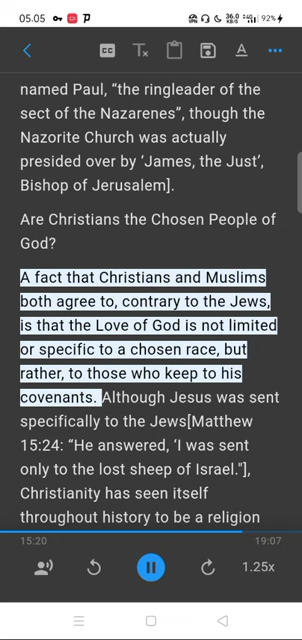 05.05
36.0
KB/S
92%
CC
named Paul, “the ringleader of the
sect of the Nazarenes”, though the
Nazorite Church was actually
presided over by ‘James, the Just’,
Bishop of Jerusalem].
Are Christians the Chosen People of
God?
A fact that Christians and Muslims
both agree to, contrary to the Jews,
is that the Love of God is not limited
or specific to a chosen race, but
rather, to those who keep to his
covenants. Although Jesus was sent
specifically to the Jews[Matthew
15:24: “He answered, ‘I was sent
only to the lost sheep of Israel."],
Christianity has seen itself
throughout history to be a religion
15:20
19:07
1.25x